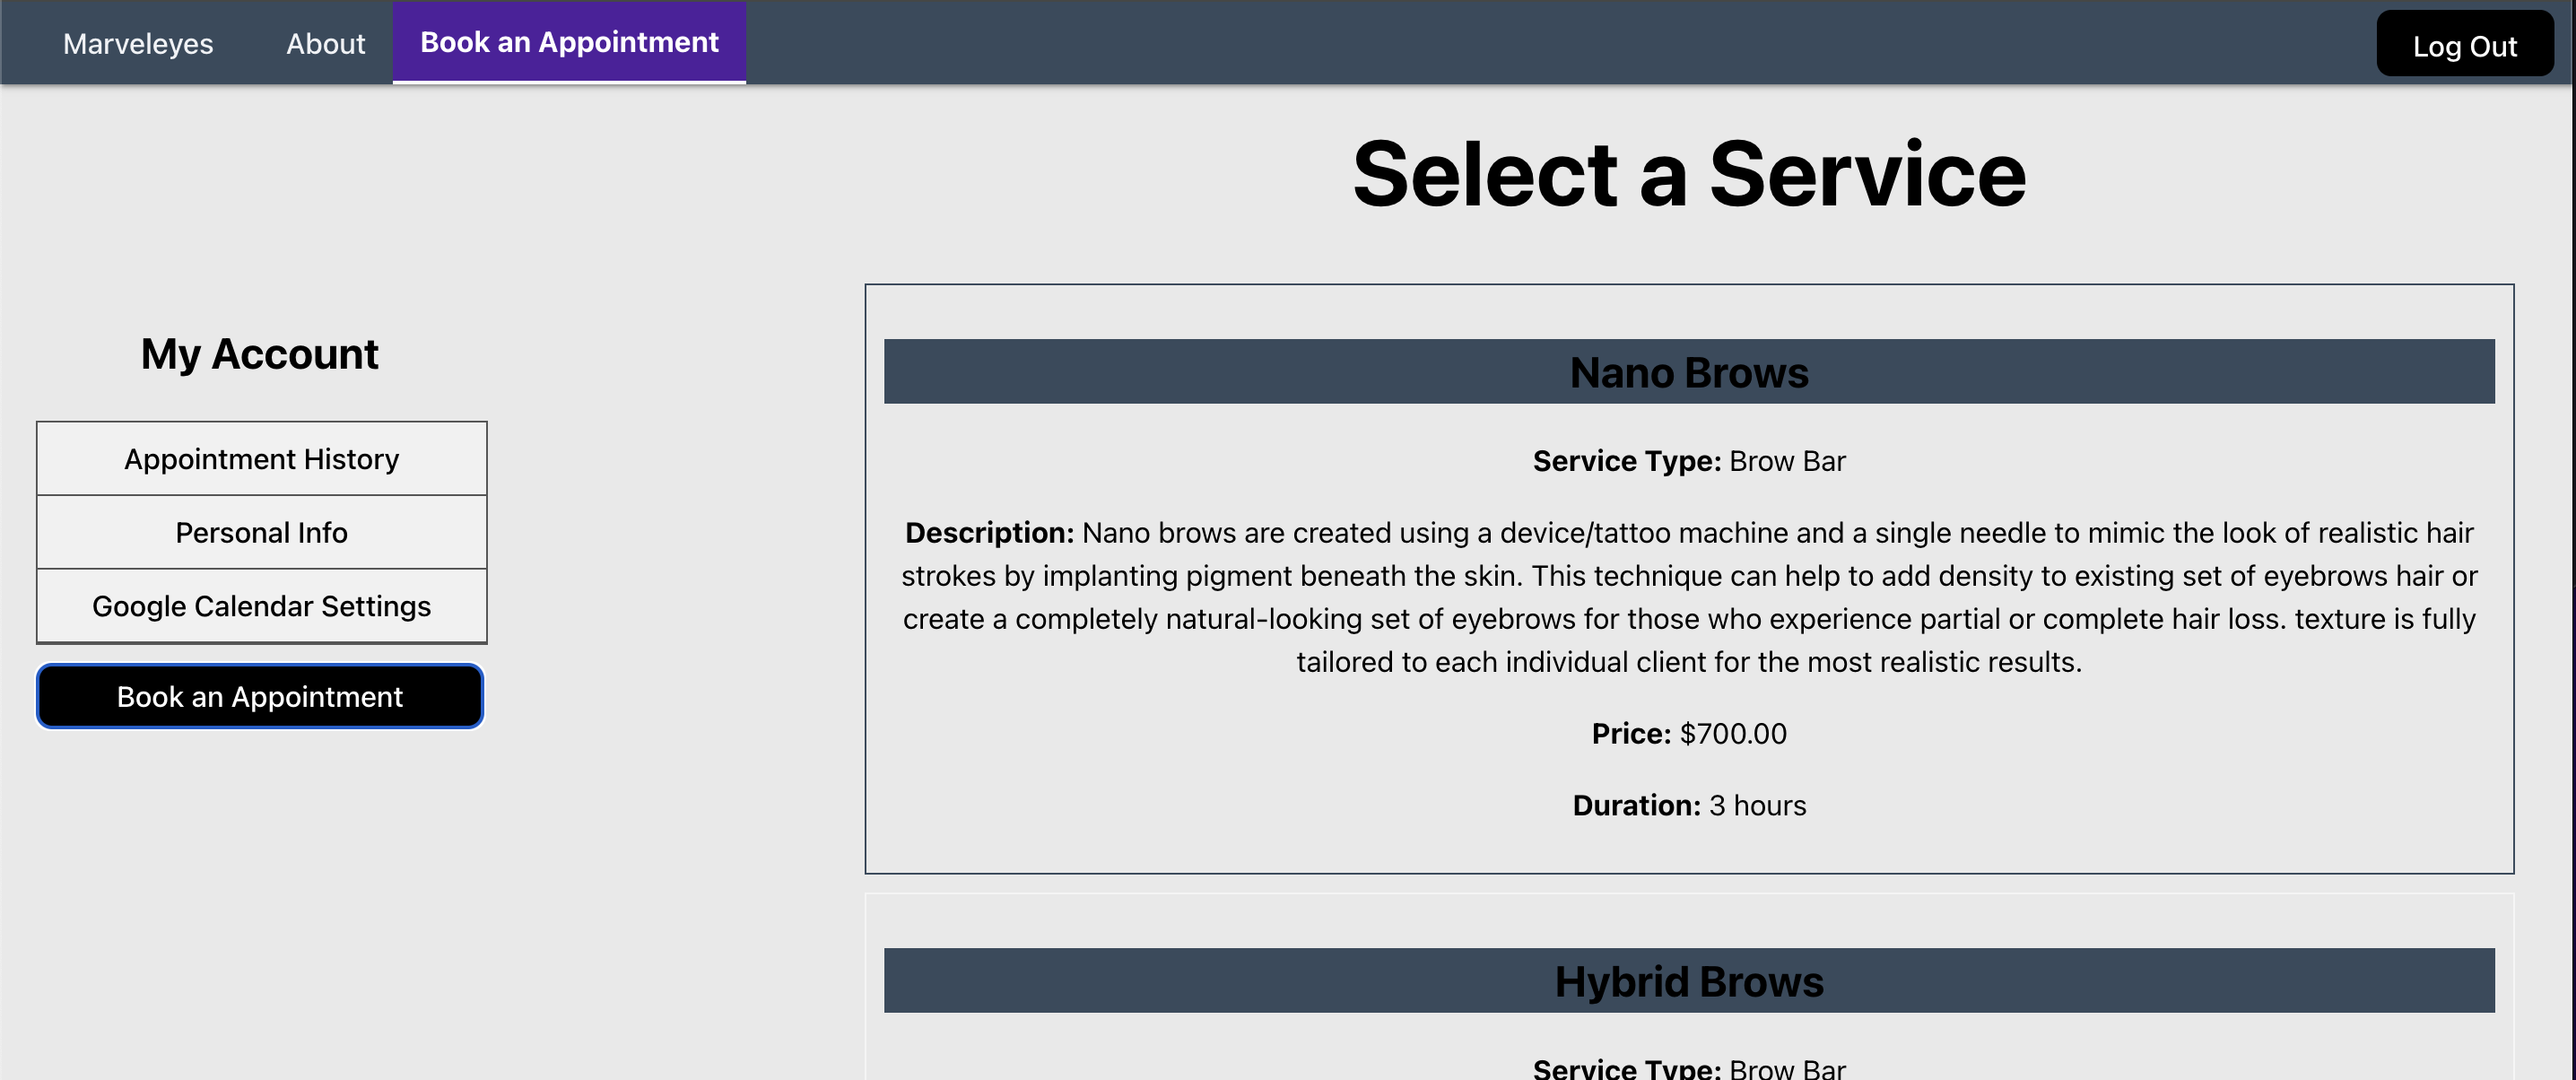 Marveleyes About Book an Appointment Log Out
Select a Service
My Account
Appointment History
Personal Info
Google Calendar Settings
Book an Appointment
Nano Brows
Service Type: Brow Bar
Description: Nano brows are created using a device/tattoo machine and a single needle to mimic the look of realistic hair
strokes by implanting pigment beneath the skin. This technique can help to add density to existing set of eyebrows hair or
create a completely natural-looking set of eyebrows for those who experience partial or complete hair loss. texture is fully
tailored to each individual client for the most realistic results.
Price: $700.00
Duration: 3 hours
Hybrid Brows
Service Type: Brow Bar